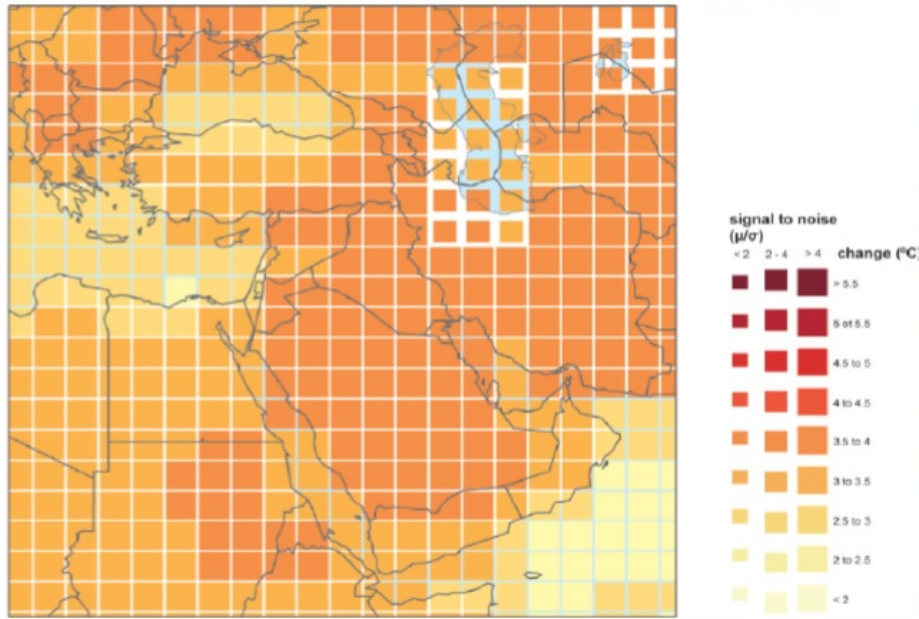 signal to noise
(μ/σ)
<2 2 - 4 >4 change (ºC)
> 5.5
5 ot 5.5
4.5 to 5
4 to 4.5
3.5 to 4
3 to 3.5
2.5 to 3
2 to 2.5
< 2